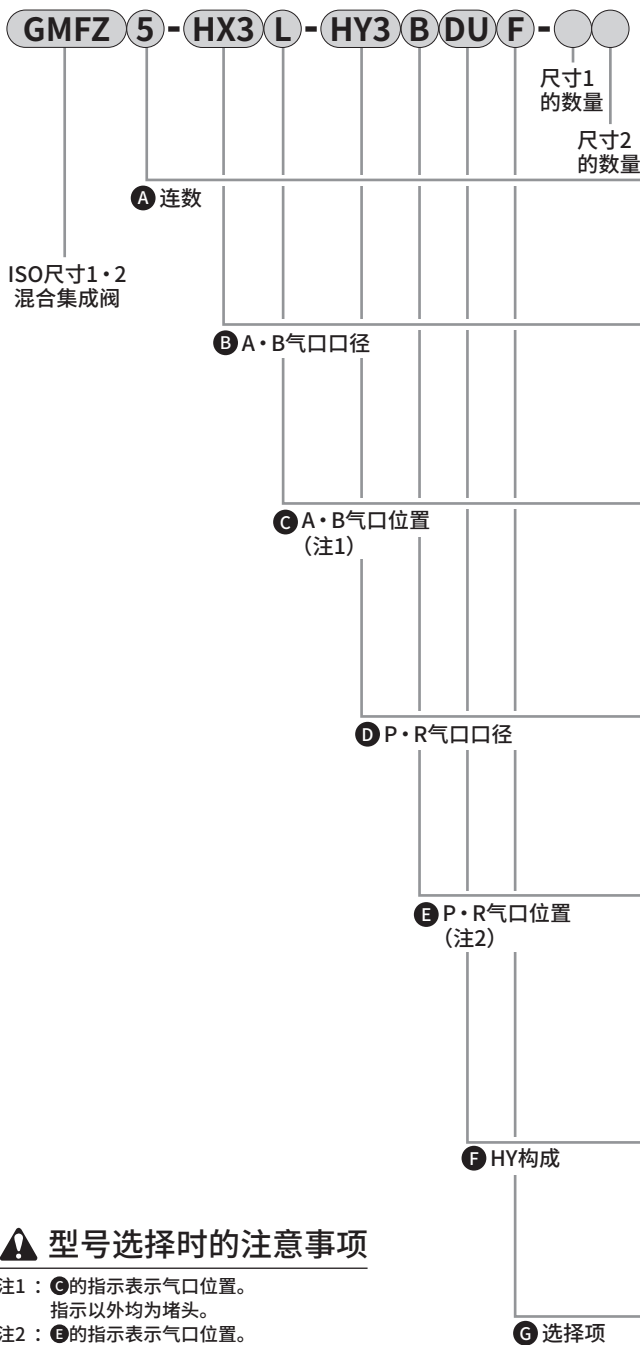 GMFZ 5 - HX3 L - HY3 B DU F -
尺寸1
的数量
尺寸2
的数量
A 连数
ISO尺寸1・2
混合集成阀
B A・B气口口径
C A・B气口位置
（注1）
D P・R气口口径
E P・R气口位置
（注2）
F HY构成
G 选择项
型号选择时的注意事项
注1：C的指示表示气口位置。
指示以外均为堵头。
注2：E的指示表示气口位置。